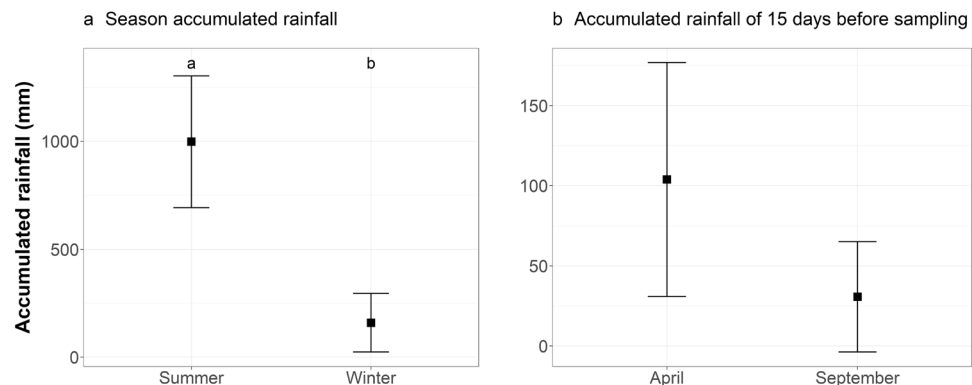 a Season accumulated rainfall
b Accumulated rainfall of 15 days before sampling
Accumulated rainfall (mm)
a
b
1000
500
0
Summer
Winter
150
100
50
0
April
September